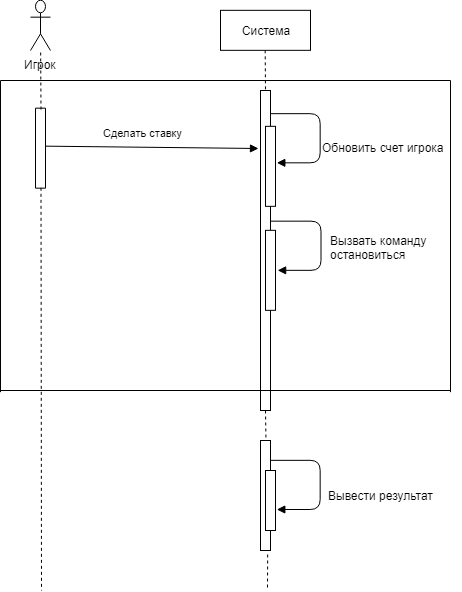 Игрок
Система
Сделать ставку
Обновить счет игрока
Вызвать команду
остановиться
Вывести результат